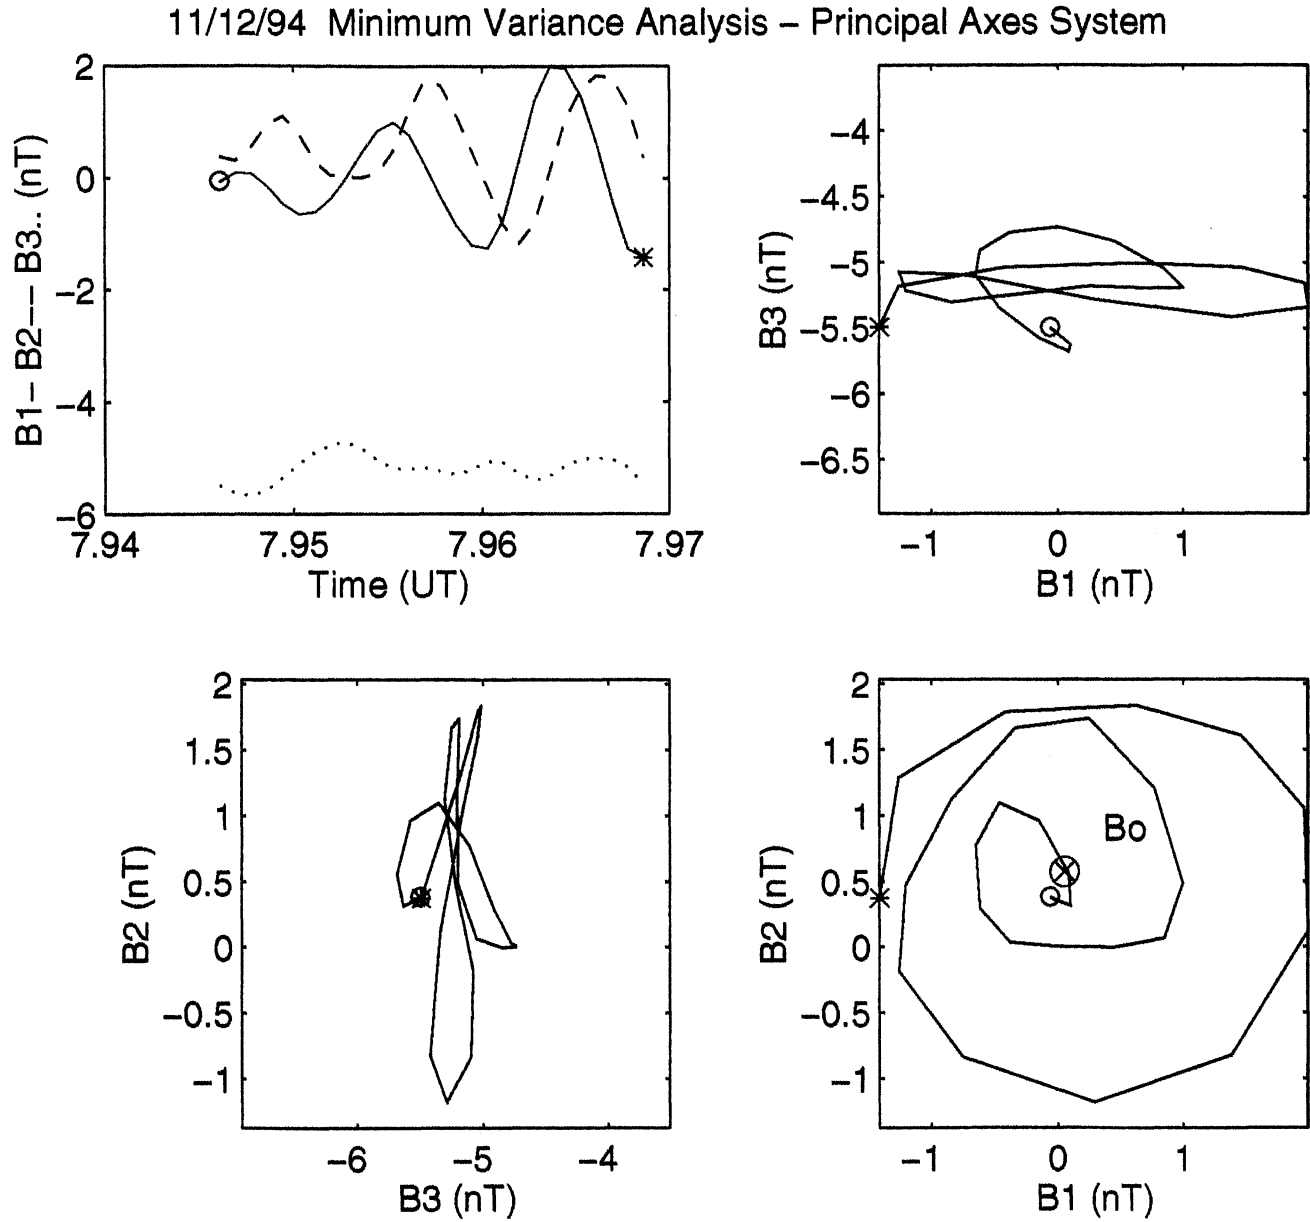 11/12/94 Minimum Variance Analysis – Principal Axes System
B1– B2–– B3.. (nT)
2
0
−2
−4
−6
7.94 7.95 7.96 7.97
Time (UT)
B3 (nT)
−4
−4.5
−5
−5.5
−6
−6.5
−1 0 1
B1 (nT)
B2 (nT)
2
1.5
1
0.5
0
−0.5
−1
−6 −5 −4
B3 (nT)
B2 (nT)
2
1.5
1
0.5
0
−0.5
−1
Bo
−1 0 1
B1 (nT)